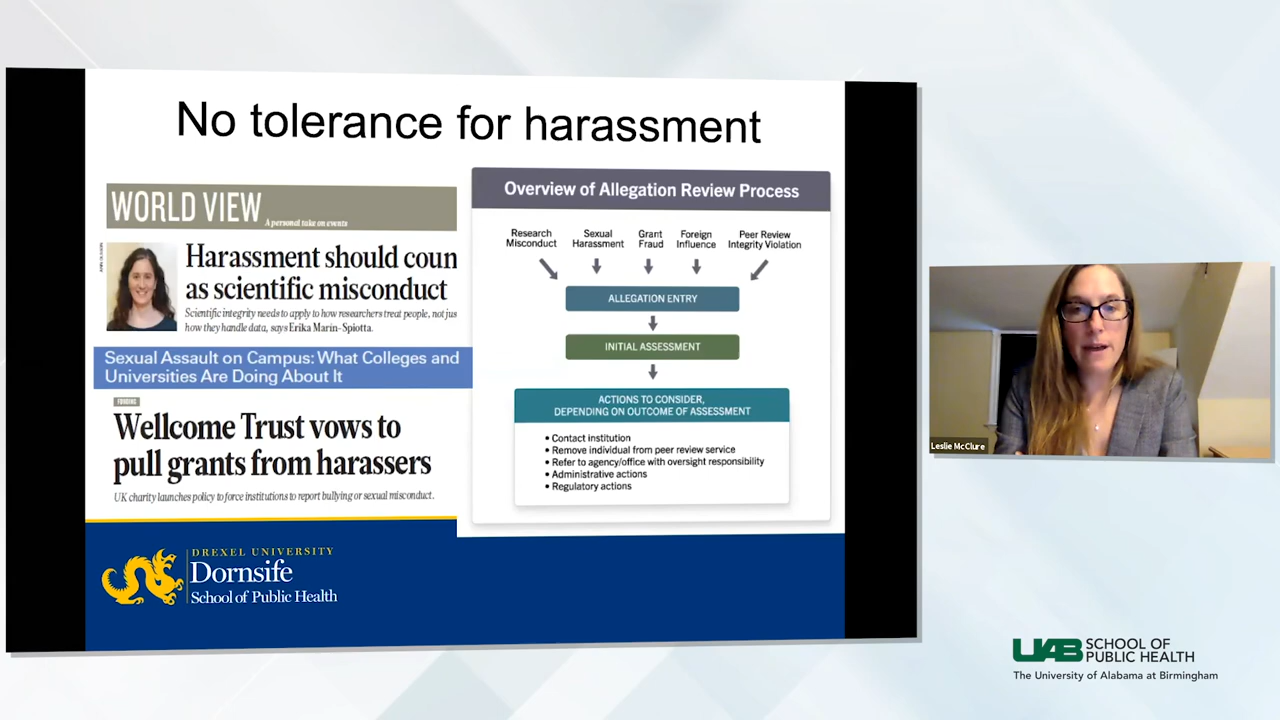 No tolerance for harassment
WORLD VIEW
A personal take on events
Harassment should coun
as scientific misconduct
Scientific integrity needs to apply to how researchers treat people, not jus
how they handle data, says Erika Marín-Spiotta.
Sexual Assault on Campus: What Colleges and
Universities Are Doing About It
FUNDING
Wellcome Trust vows to
pull grants from harassers
UK charity launches policy to force institutions to report bullying or sexual misconduct.
Overview of Allegation Review Process
Research
Misconduct
Sexual
Harassment
Grant
Fraud
Foreign
Influence
Peer Review
Integrity Violation
ALLEGATION ENTRY
INITIAL ASSESSMENT
ACTIONS TO CONSIDER,
DEPENDING ON OUTCOME OF ASSESSMENT
• Contact institution
• Remove individual from peer review service
• Refer to agency/office with oversight responsibility
• Administrative actions
• Regulatory actions
DREXEL UNIVERSITY
Dornsife
School of Public Health
Leslie McClure
UAB SCHOOL OF
PUBLIC HEALTH
The University of Alabama at Birmingham